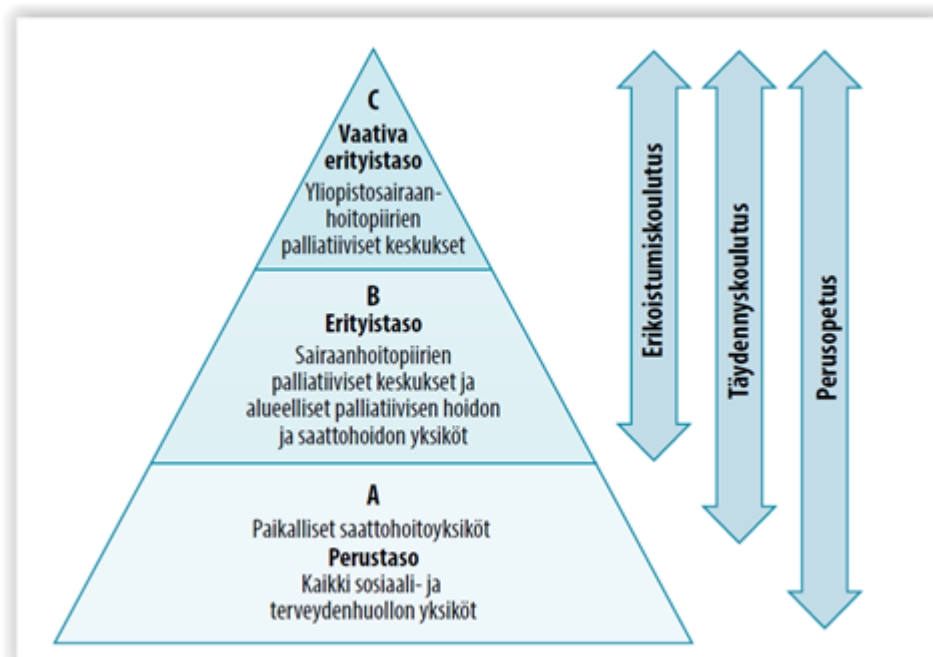 C
Vaativa
erityistaso
Yliopistosairaan-
hoitopiirien
palliatiiviset keskukset
B
Erityistaso
Sairaanhoitopiirien
palliatiiviset keskukset ja
alueelliset palliatiivisen hoidon
ja saattohoidon yksiköt
A
Paikalliset saattohoitoyksiköt
Perustaso
Kaikki sosiaali- ja
terveydenhuollon yksiköt
Erikoistumiskoulutus
Täydennyskoulutus
Perusopetus